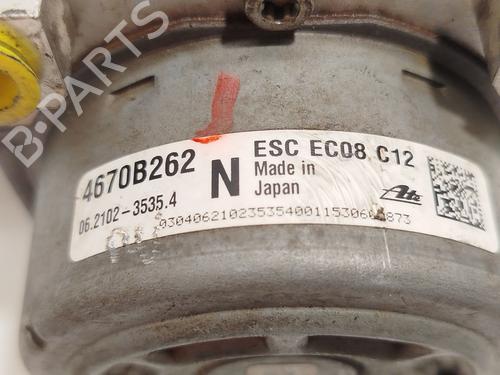 B-PARTS
4670B262
N
ESC EC08 C12
Made in
Japan
06.2102-3535.4
Ate